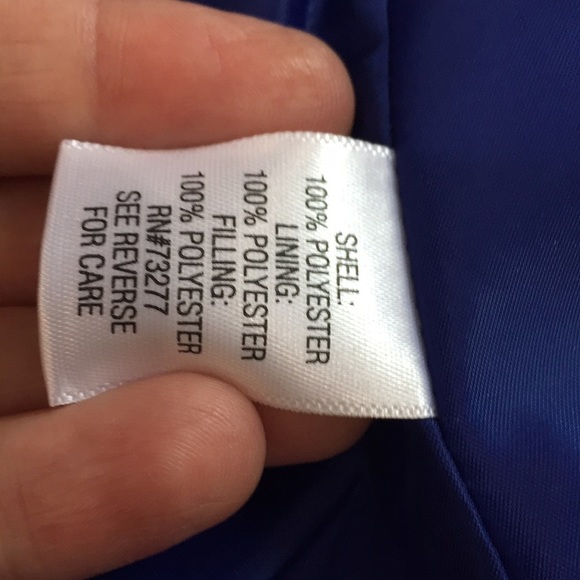 SHELL:
100% POLYESTER
LINING:
100% POLYESTER
FILLING:
100% POLYESTER
RN#73277
SEE REVERSE
FOR CARE